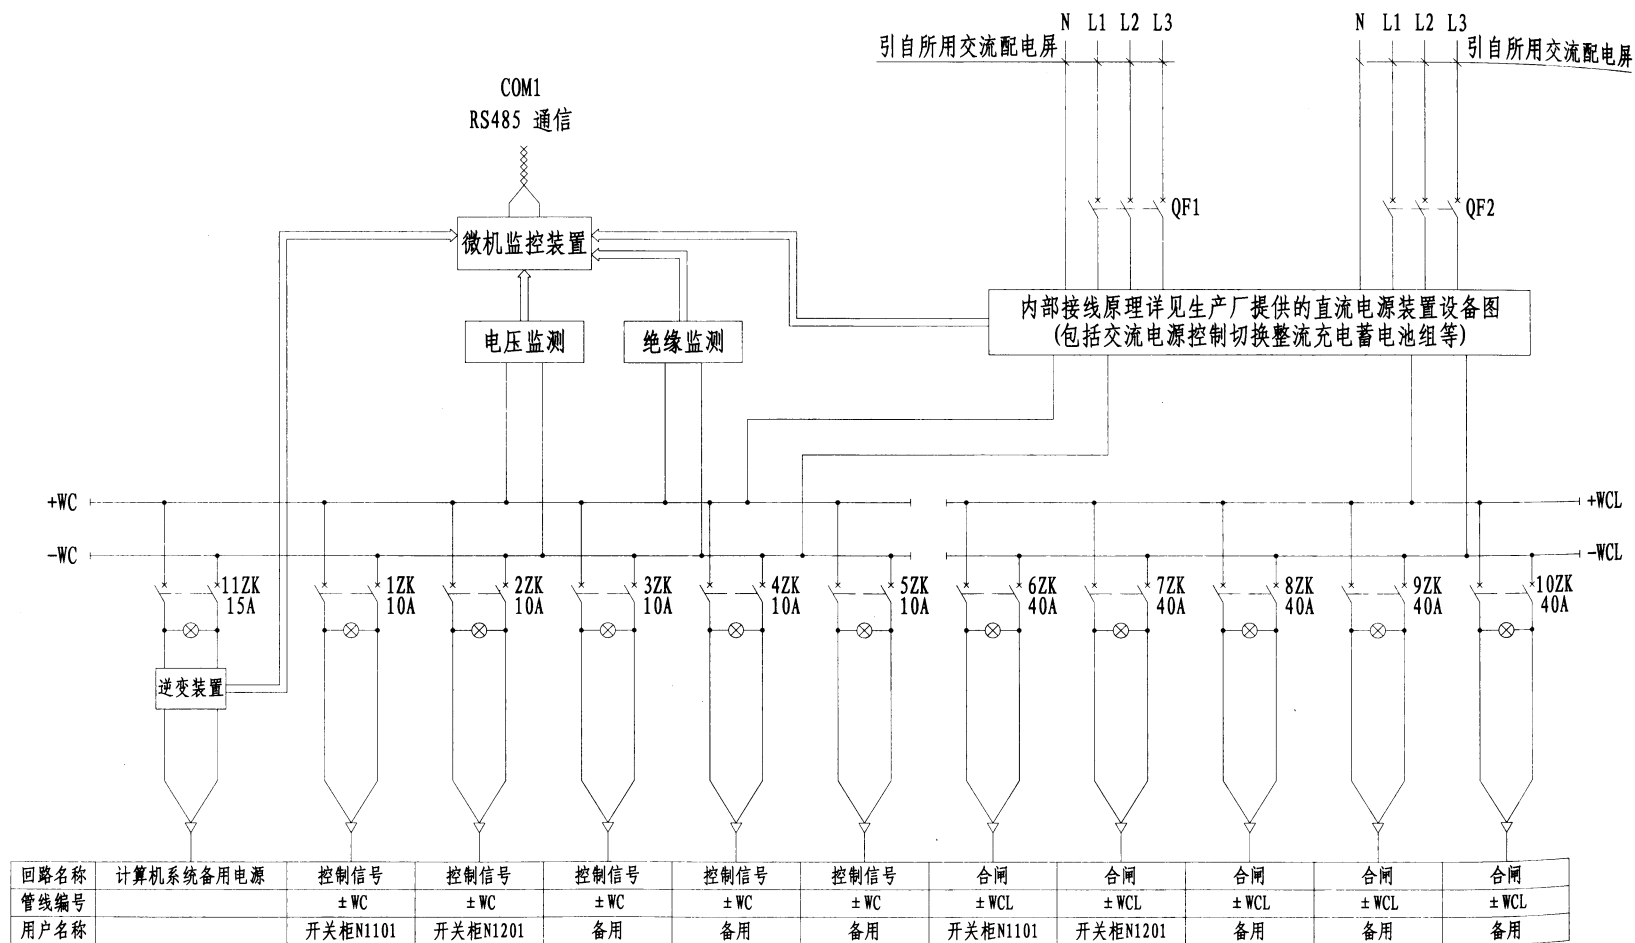 N L1 L2 L3
引自所用交流配电屏
N L1 L2 L3
引自所用交流配电屏
COM1
RS485 通信
QF1
QF2
微机监控装置
内部接线原理详见生产厂提供的直流电源装置设备图
(包括交流电源控制切换整流充电蓄电池组等)
电压监测
绝缘监测
+WC
+WCL
-WC
-WCL
11ZK
15A
1ZK
10A
2ZK
10A
3ZK
10A
4ZK
10A
5ZK
10A
6ZK
40A
7ZK
40A
8ZK
40A
9ZK
40A
10ZK
40A
逆变装置
回路名称 计算机系统备用电源 控制信号 控制信号 控制信号 控制信号 控制信号 合闸 合闸 合闸 合闸 合闸
管线编号 ±WC ±WC ±WC ±WC ±WC ±WCL ±WCL ±WCL ±WCL ±WCL
用户名称 开关柜N1101 开关柜N1201 备用 备用 备用 开关柜N1101 开关柜N1201 备用 备用 备用